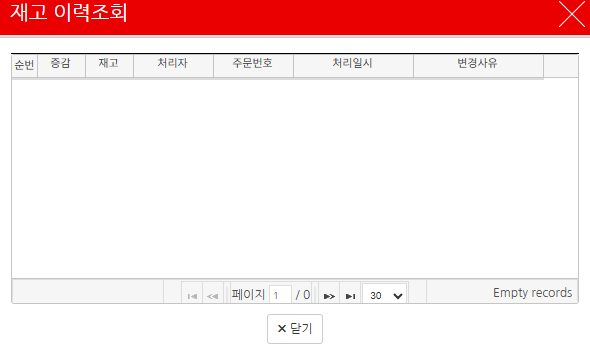 재고 이력조회
순번 증감 재고 처리자 주문번호 처리일시 변경사유
페이지 1 / 0 30 Empty records
닫기